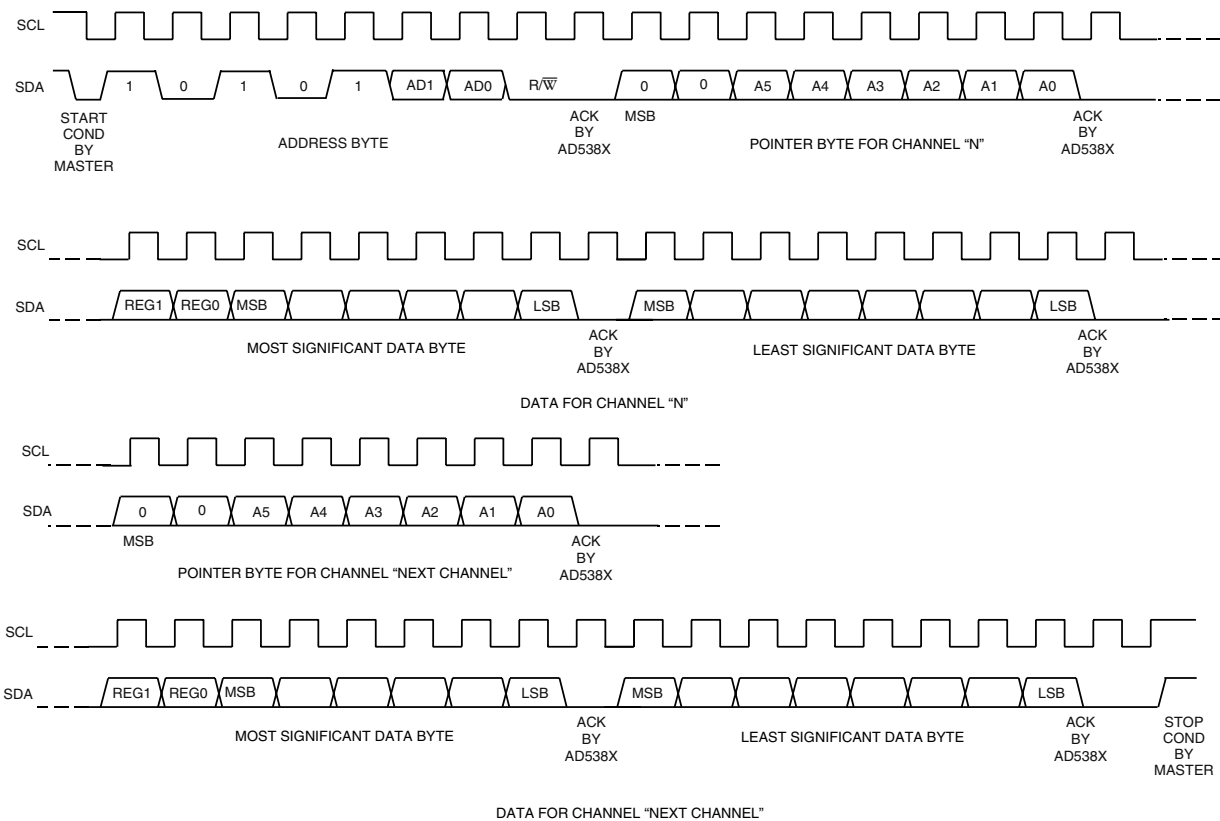 SCL
SDA
1 0 1 0 1 AD1 AD0 R/W̅ 0 0 A5 A4 A3 A2 A1 A0
START
COND
BY
MASTER
ADDRESS BYTE
ACK
BY
AD538X
MSB
POINTER BYTE FOR CHANNEL “N”
ACK
BY
AD538X
SCL
SDA
REG1 REG0 MSB LSB MSB LSB
MOST SIGNIFICANT DATA BYTE
ACK
BY
AD538X
LEAST SIGNIFICANT DATA BYTE
ACK
BY
AD538X
DATA FOR CHANNEL “N”
SCL
SDA
0 0 A5 A4 A3 A2 A1 A0
MSB
POINTER BYTE FOR CHANNEL “NEXT CHANNEL”
ACK
BY
AD538X
SCL
SDA
REG1 REG0 MSB LSB MSB LSB
MOST SIGNIFICANT DATA BYTE
ACK
BY
AD538X
LEAST SIGNIFICANT DATA BYTE
ACK
BY
AD538X
STOP
COND
BY
MASTER
DATA FOR CHANNEL “NEXT CHANNEL”